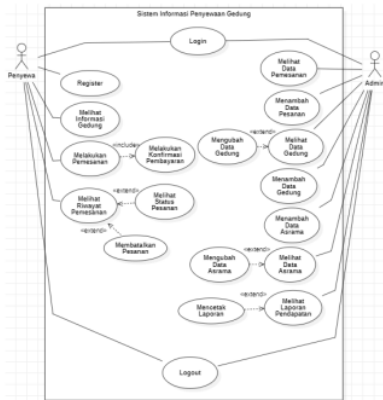 Sistem Informasi Penyewaan Gedung
Login
Penyewa
Admin
Register
Melihat
Data
Pemesanan
Melihat
Informasi
Gedung
Menambah
Data
Pesanan
Melakukan
Pemesanan
«include»
Melakukan
Konfirmasi
Pembayaran
Mengubah
Data
Gedung
«extend»
Melihat
Data
Gedung
Melihat
Riwayat
Pemesanan
«extend»
Melihat
Status
Pesanan
Menambah
Data
Gedung
«extend»
Membatalkan
Pesanan
Menambah
Data
Asrama
Mengubah
Data
Asrama
«extend»
Melihat
Data
Asrama
Mencetak
Laporan
«extend»
Melihat
Laporan
Pendapatan
Logout